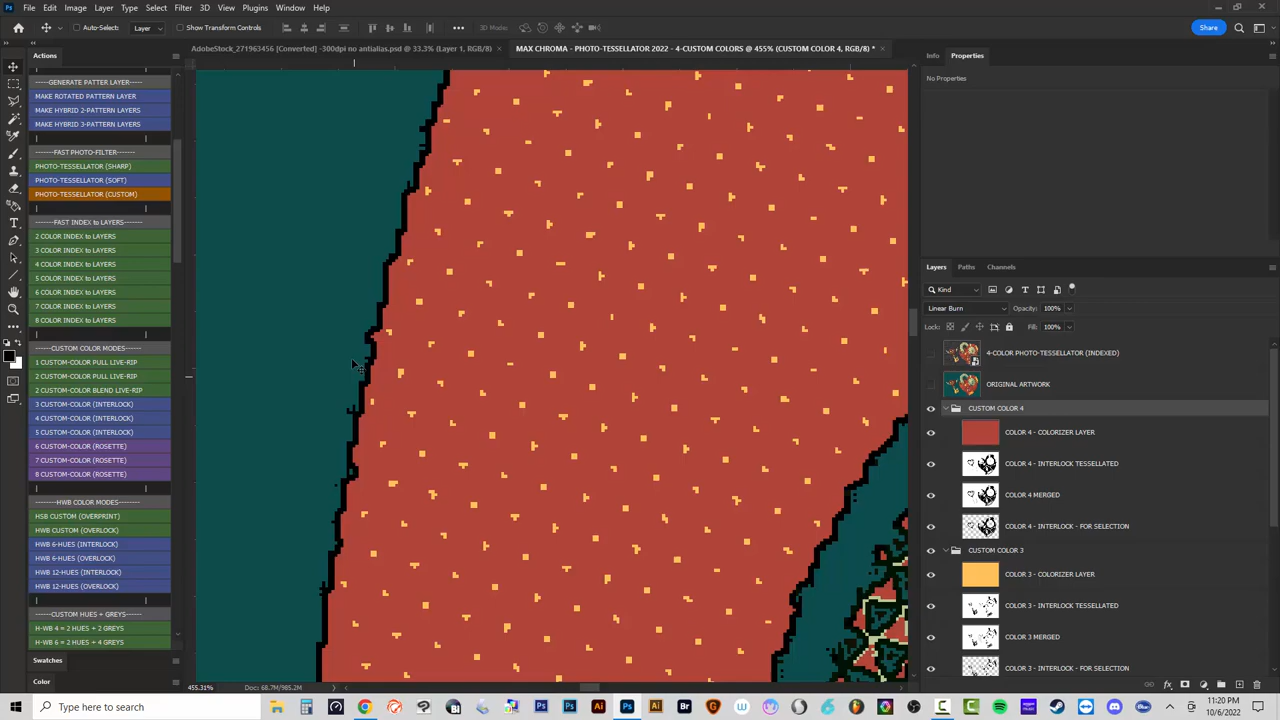 File Edit Image Layer Type Select Filter 3D View Plugins Window Help
Auto-Select: Layer Show Transform Controls 3D Mode: Share
AdobeStock_271963456 [Converted] -300dpi no antialias.psd @ 33.3% (Layer 1, RGB/8) ×
MAX CHROMA - PHOTO-TESSELLATOR 2022 - 4-CUSTOM COLORS @ 455% (CUSTOM COLOR 4, RGB/8) * ×
Actions
-----GENERATE PATTER LAYER----
MAKE ROTATED PATTERN LAYER
MAKE HYBRID 2-PATTERN LAYERS
MAKE HYBRID 3-PATTERN LAYERS
-------FAST PHOTO-FILTER-------
PHOTO-TESSELLATOR (SHARP)
PHOTO-TESSELLATOR (SOFT)
PHOTO-TESSELLATOR (CUSTOM)
-------FAST INDEX to LAYERS-------
2 COLOR INDEX to LAYERS
3 COLOR INDEX to LAYERS
4 COLOR INDEX to LAYERS
5 COLOR INDEX to LAYERS
6 COLOR INDEX to LAYERS
7 COLOR INDEX to LAYERS
8 COLOR INDEX to LAYERS
------CUSTOM COLOR MODES------
1 CUSTOM-COLOR PULL LIVE-RIP
2 CUSTOM-COLOR PULL LIVE-RIP
2 CUSTOM-COLOR BLEND LIVE-RIP
3 CUSTOM-COLOR (INTERLOCK)
4 CUSTOM-COLOR (INTERLOCK)
5 CUSTOM-COLOR (INTERLOCK)
6 CUSTOM-COLOR (ROSETTE)
7 CUSTOM-COLOR (ROSETTE)
8 CUSTOM-COLOR (ROSETTE)
-------HWB COLOR MODES-------
HSB CUSTOM (OVERPRINT)
HWB CUSTOM (OVERLOCK)
HWB 6-HUES (INTERLOCK)
HWB 6-HUES (OVERLOCK)
HWB 12-HUES (INTERLOCK)
HWB 12-HUES (OVERLOCK)
-----CUSTOM HUES + GREYS-----
H-WB 4 = 2 HUES + 2 GREYS
H-WB 6 = 2 HUES + 4 GREYS
Swatches
Color
455.31% Doc: 68.7M/985.2M
Info Properties
No Properties
Layers Paths Channels
Kind
Linear Burn Opacity: 100%
Lock: Fill: 100%
4-COLOR PHOTO-TESSELLATOR (INDEXED)
ORIGINAL ARTWORK
CUSTOM COLOR 4
COLOR 4 - COLORIZER LAYER
COLOR 4 - INTERLOCK TESSELLATED
COLOR 4 MERGED
COLOR 4 - INTERLOCK - FOR SELECTION
CUSTOM COLOR 3
COLOR 3 - COLORIZER LAYER
COLOR 3 - INTERLOCK TESSELLATED
COLOR 3 MERGED
COLOR 3 - INTERLOCK - FOR SELECTION
Type here to search
11:20 PM
10/6/2022